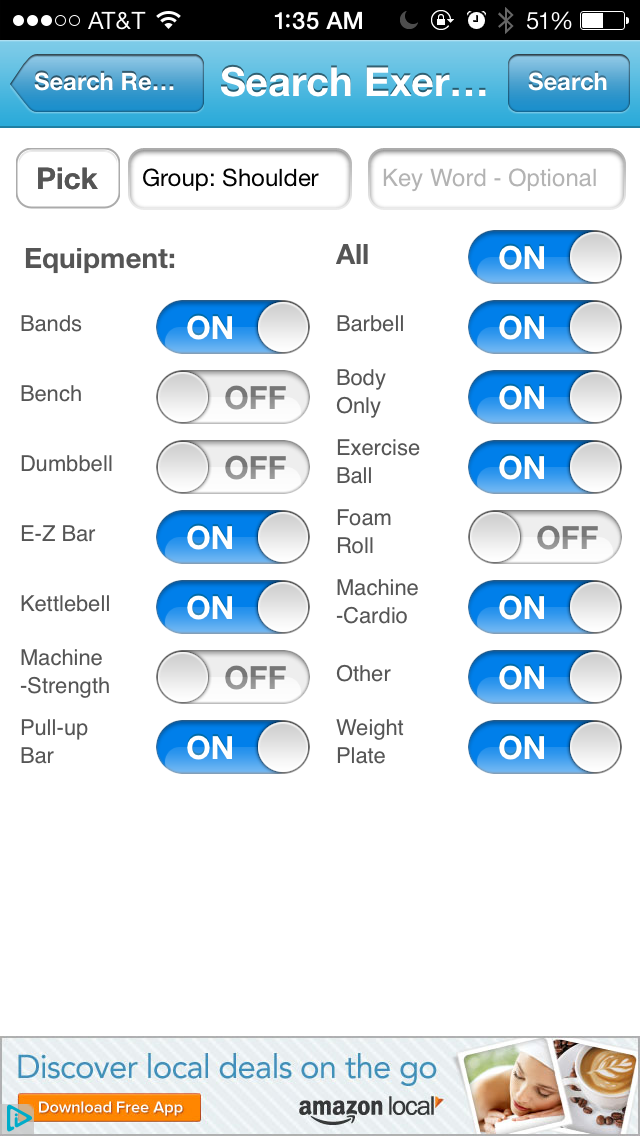 AT&T 1:35 AM 51%
Search Re... Search Exer... Search
Pick Group: Shoulder Key Word - Optional
Equipment: All ON
Bands ON Barbell ON
Bench OFF Body Only ON
Dumbbell OFF Exercise Ball ON
E-Z Bar ON Foam Roll OFF
Kettlebell ON Machine -Cardio ON
Machine -Strength OFF Other ON
Pull-up Bar ON Weight Plate ON
Discover local deals on the go
Download Free App amazon local